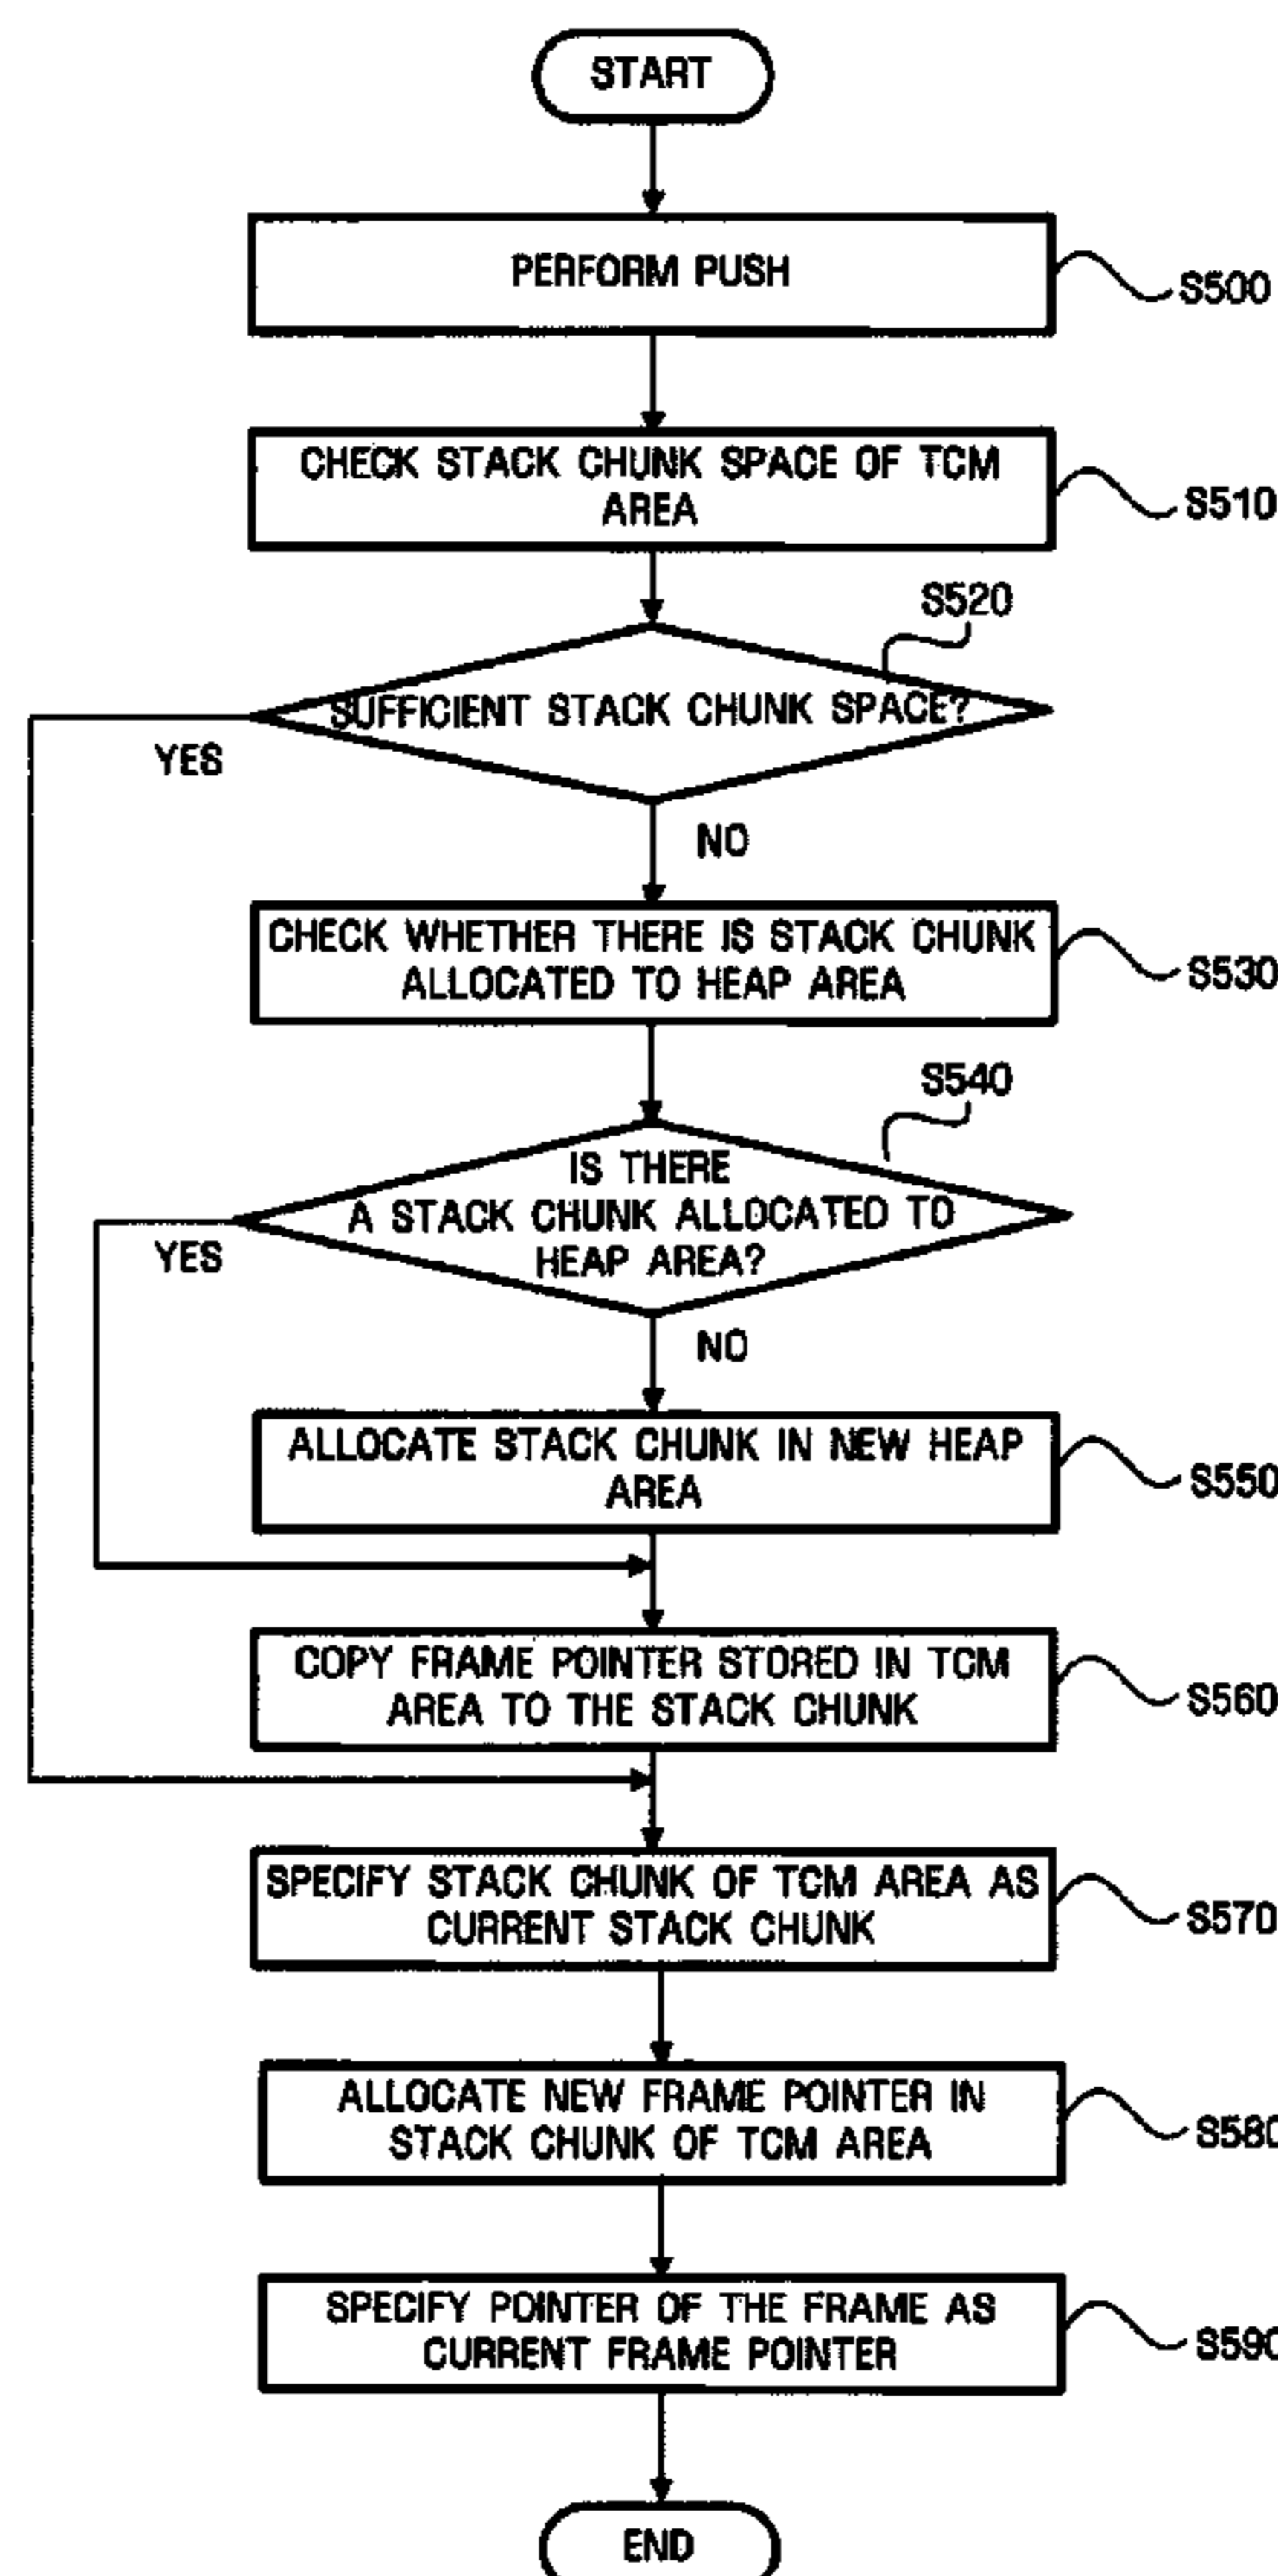 START
PERFORM PUSH
S500
CHECK STACK CHUNK SPACE OF TCM
AREA
S510
S520
SUFFICIENT STACK CHUNK SPACE?
YES
NO
CHECK WHETHER THERE IS STACK CHUNK
ALLOCATED TO HEAP AREA
S530
S540
IS THERE
A STACK CHUNK ALLOCATED TO
HEAP AREA?
YES
NO
ALLOCATE STACK CHUNK IN NEW HEAP
AREA
S550
COPY FRAME POINTER STORED IN TCM
AREA TO THE STACK CHUNK
S560
SPECIFY STACK CHUNK OF TCM AREA AS
CURRENT STACK CHUNK
S570
ALLOCATE NEW FRAME POINTER IN
STACK CHUNK OF TCM AREA
S580
SPECIFY POINTER OF THE FRAME AS
CURRENT FRAME POINTER
S590
END